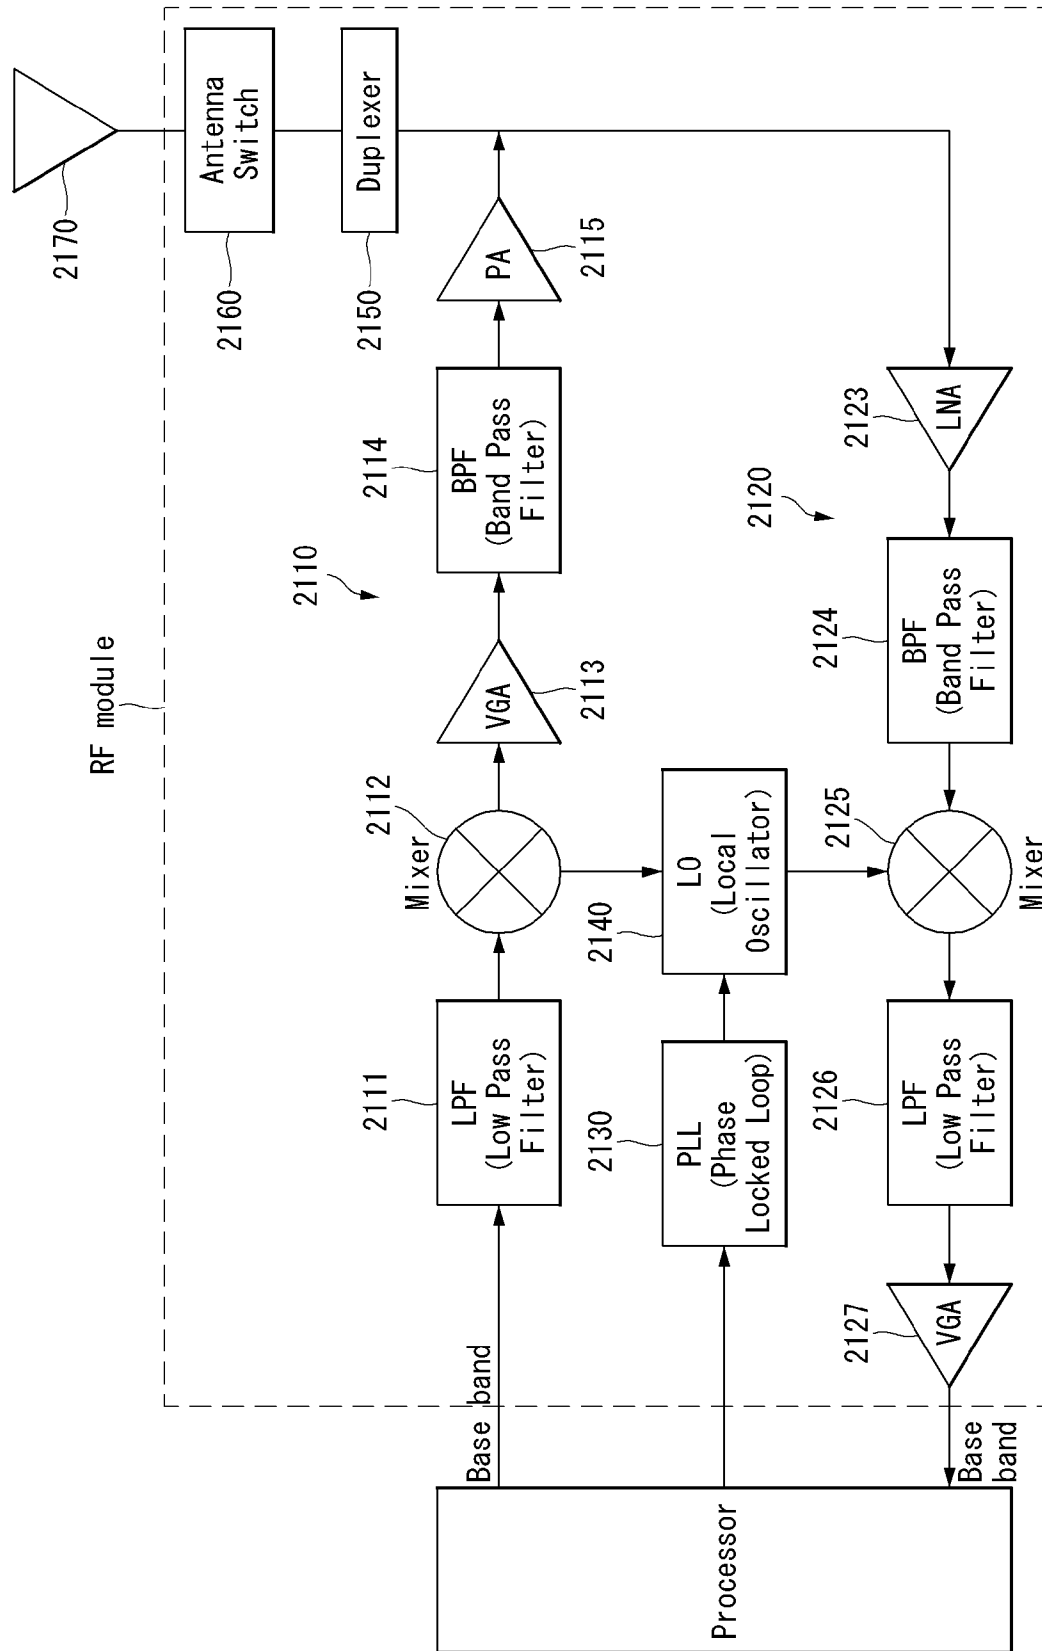 RF module
2170
Antenna
Switch
2160
Duplexer
2150
Base band
LPF
(Low Pass
Filter)
2111
Mixer
2112
VGA
2113
2110
BPF
(Band Pass
Filter)
2114
PA
2115
Processor
PLL
(Phase
Locked Loop)
2130
LO
(Local
Oscillator)
2140
LNA
2123
2120
BPF
(Band Pass
Filter)
2124
Mixer
2125
LPF
(Low Pass
Filter)
2126
VGA
2127
Base
band